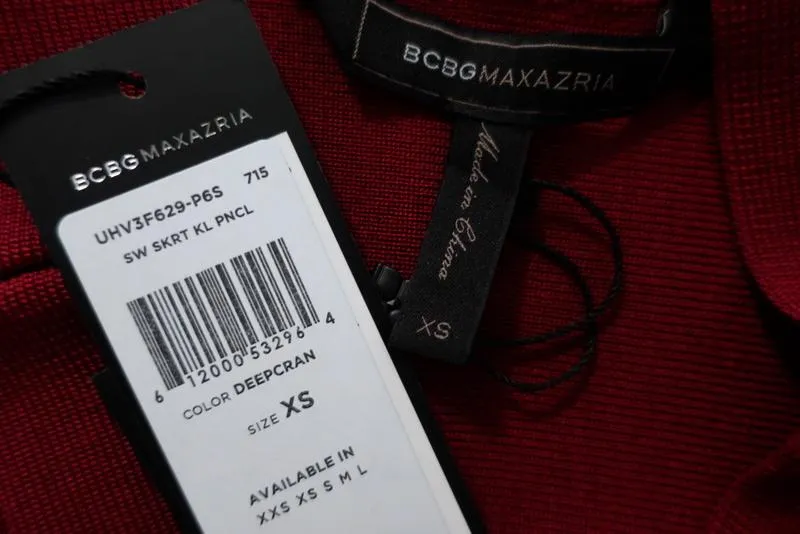 BCBGMAXAZRIA
UHV3F629-P6S 715
SW SKRT KL PNCL
6 12000 53296 4
COLOR DEEPCRAN
SIZE XS
AVAILABLE IN
XXS XS S M L
BCBGMAXAZRIA
Made in China
XS